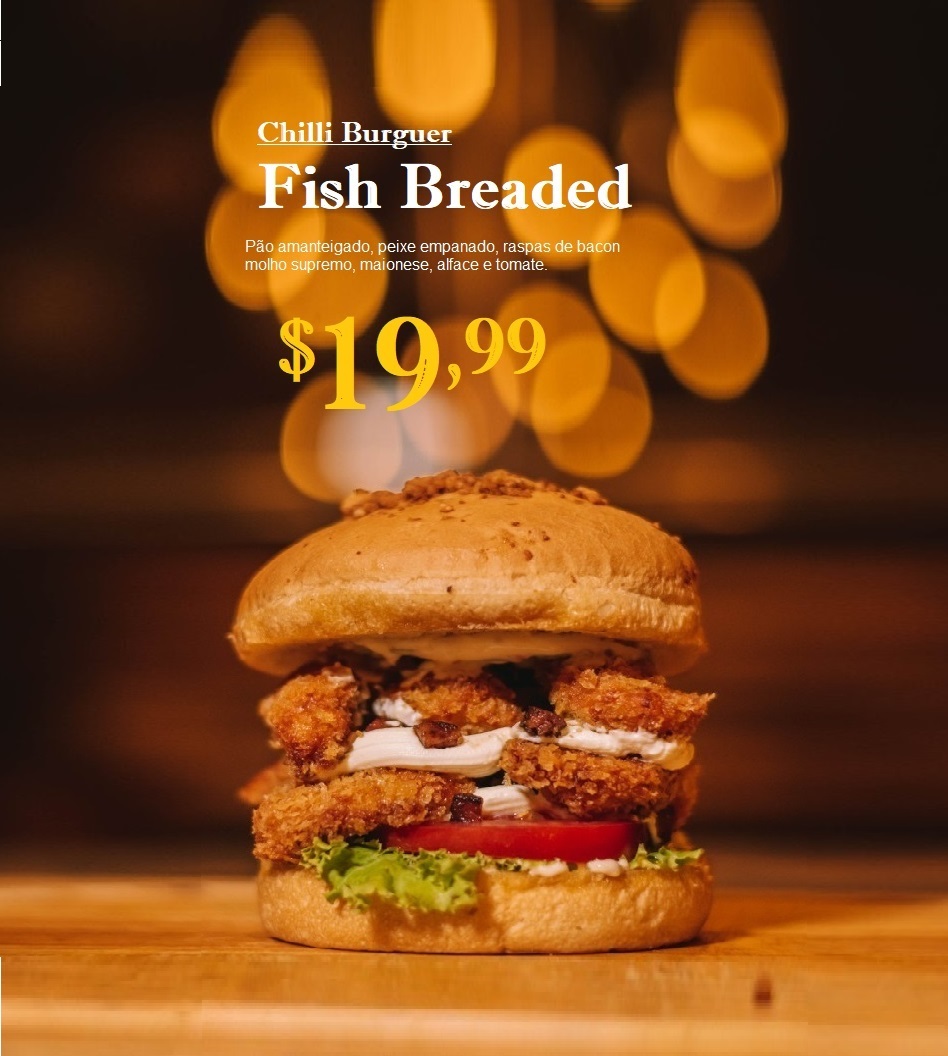 Chilli Burguer
Fish Breaded
Pão amanteigado, peixe empanado, raspas de bacon
molho supremo, maionese, alface e tomate.
$19,99